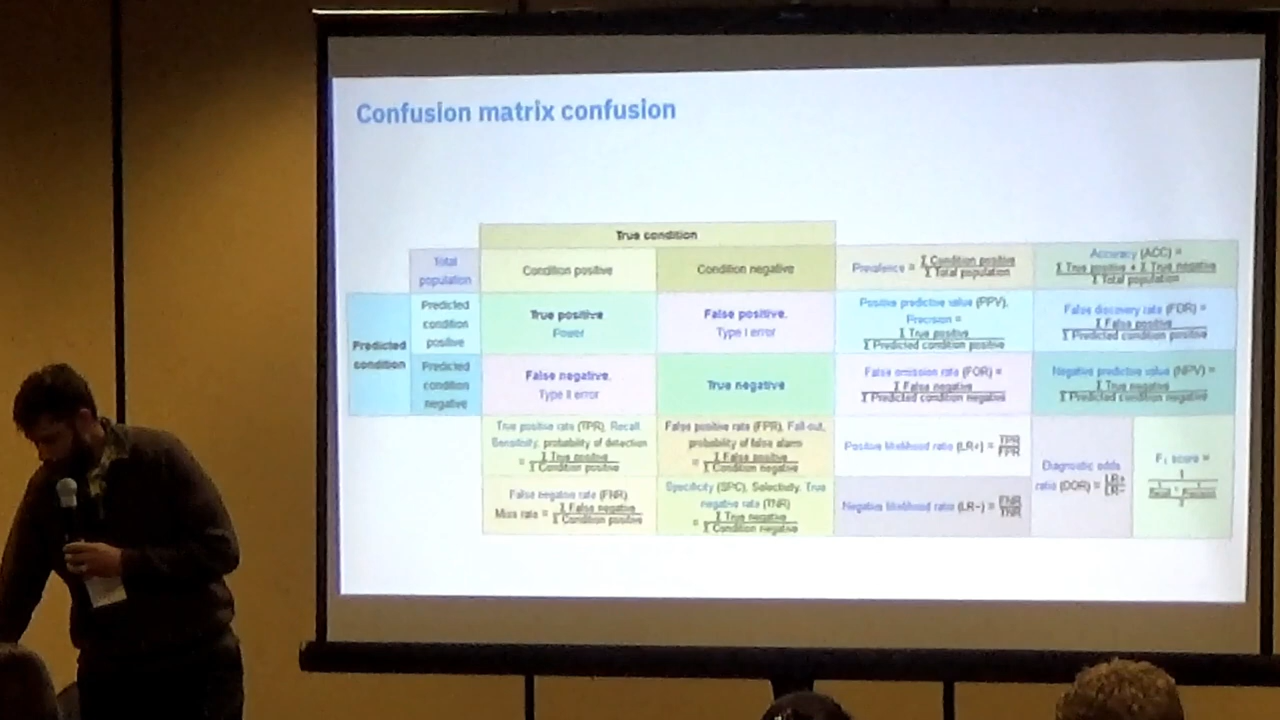 Confusion matrix confusion
True condition
Total
population
Condition positive
Condition negative
Prevalence = Σ Condition positive
Σ Total population
Accuracy (ACC) =
Σ True positive + Σ True negative
Σ Total population
Predicted
condition
Predicted
condition
positive
True positive
Power
False positive,
Type I error
Positive predictive value (PPV),
Precision =
Σ True positive
Σ Predicted condition positive
False discovery rate (FDR) =
Σ False positive
Σ Predicted condition positive
Predicted
condition
negative
False negative,
Type II error
True negative
False omission rate (FOR) =
Σ False negative
Σ Predicted condition negative
Negative predictive value (NPV) =
Σ True negative
Σ Predicted condition negative
True positive rate (TPR), Recall,
Sensitivity, probability of detection
= Σ True positive
Σ Condition positive
False positive rate (FPR), Fall-out,
probability of false alarm
= Σ False positive
Σ Condition negative
Positive likelihood ratio (LR+) = TPR
FPR
Diagnostic odds
ratio (DOR) = LR+
LR−
F₁ score =
1
1 + 1
Recall Precision
2
False negative rate (FNR),
Miss rate = Σ False negative
Σ Condition positive
Specificity (SPC), Selectivity, True
negative rate (TNR)
= Σ True negative
Σ Condition negative
Negative likelihood ratio (LR−) = FNR
TNR